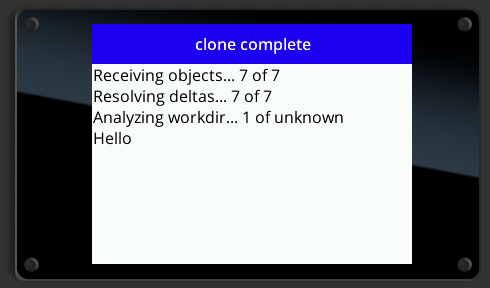 clone complete
Receiving objects... 7 of 7
Resolving deltas... 7 of 7
Analyzing workdir... 1 of unknown
Hello